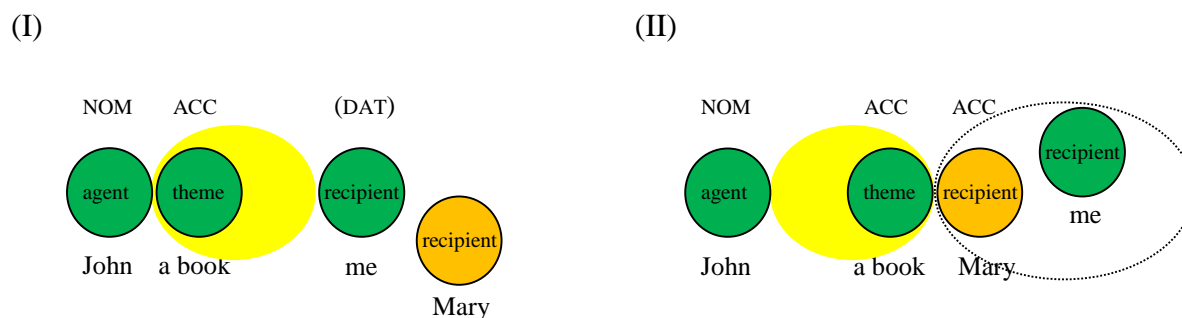 (I)
NOM ACC (DAT)
agent theme recipient
recipient
John a book me
Mary
(II)
NOM ACC ACC
recipient
agent theme recipient
me
John a book Mary